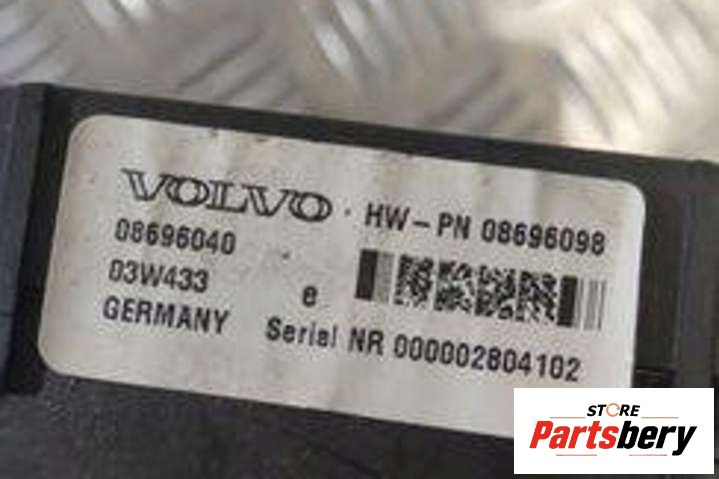 VOLVO · HW-PN 08696098
08696040
03W433
e
GERMANY Serial NR 000002804102
STORE
Partsbery